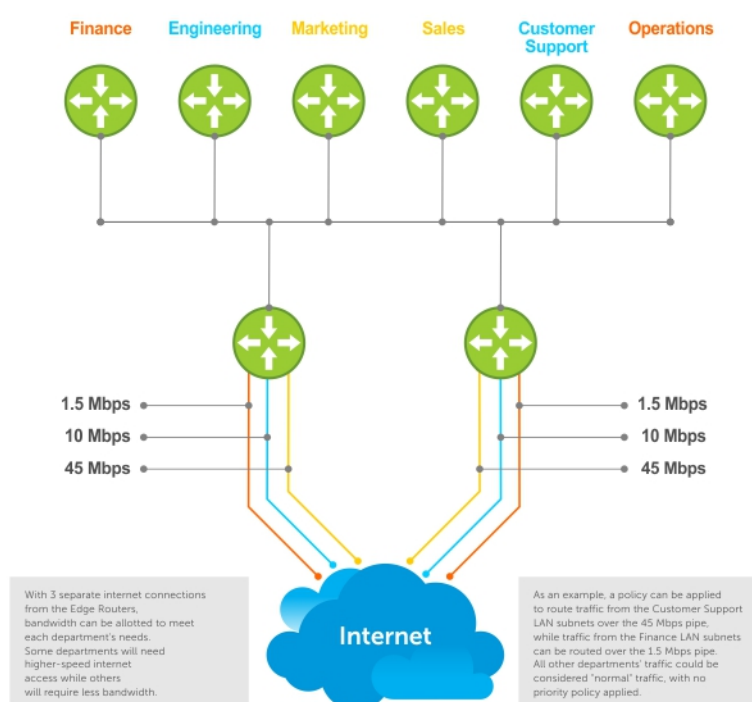 Finance Engineering Marketing Sales Customer Operations
Support
1.5 Mbps 1.5 Mbps
10 Mbps 10 Mbps
45 Mbps 45 Mbps
With 3 separate internet connections
from the Edge Routers,
bandwidth can be allotted to meet
each department's needs.
Some departments will need
higher-speed internet
access while others
will require less bandwidth.
Internet
As an example, a policy can be applied
to route traffic from the Customer Support
LAN subnets over the 45 Mbps pipe,
while traffic from the Finance LAN subnets
can be routed over the 1.5 Mbps pipe.
All other departments' traffic could be
considered "normal" traffic, with no
priority policy applied.